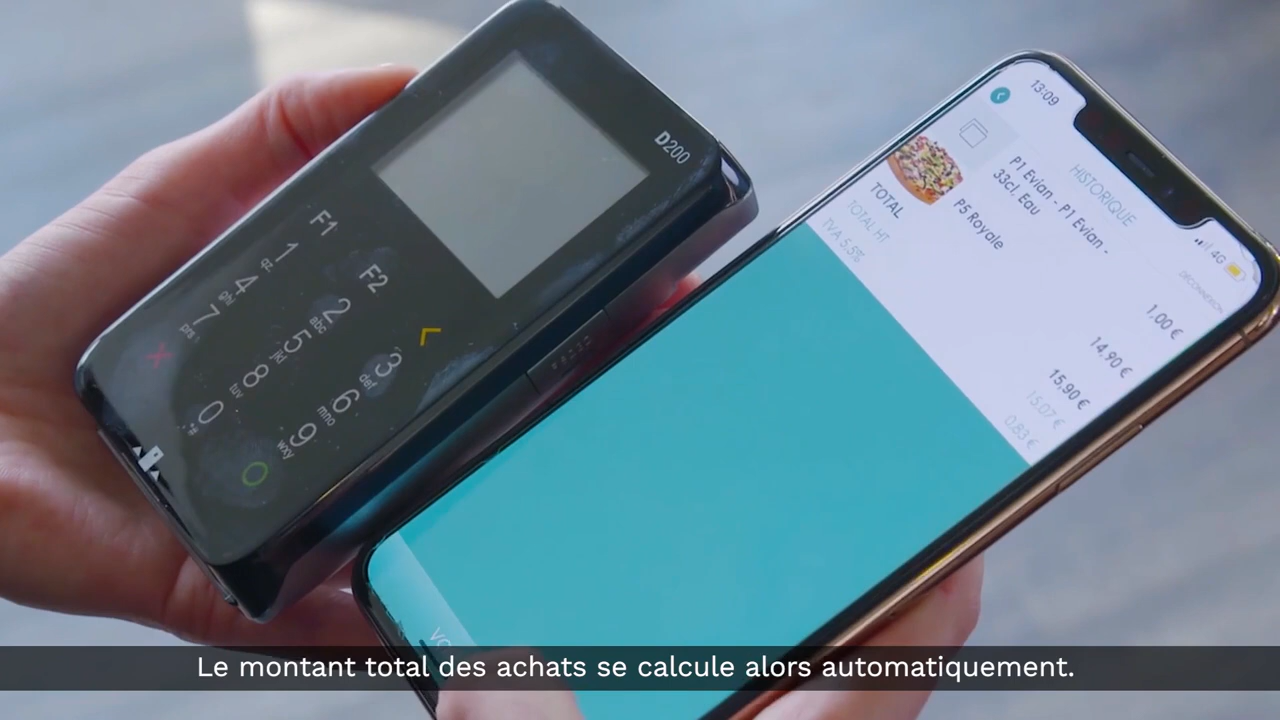 D200
F1
F2
1
qz
2
abc
3
def
4
ghi
5
jkl
6
mno
7
prs
8
tuv
9
wxy
0
#
13:09
4G
HISTORIQUE
DÉCONNEXION
P1 Evian - P1 Evian .
33cl, Eau
1,00 €
P5 Royale
14,90 €
TOTAL
15,90 €
TOTAL HT
15,07 €
TVA 5.5%
0,83 €
Le montant total des achats se calcule alors automatiquement.